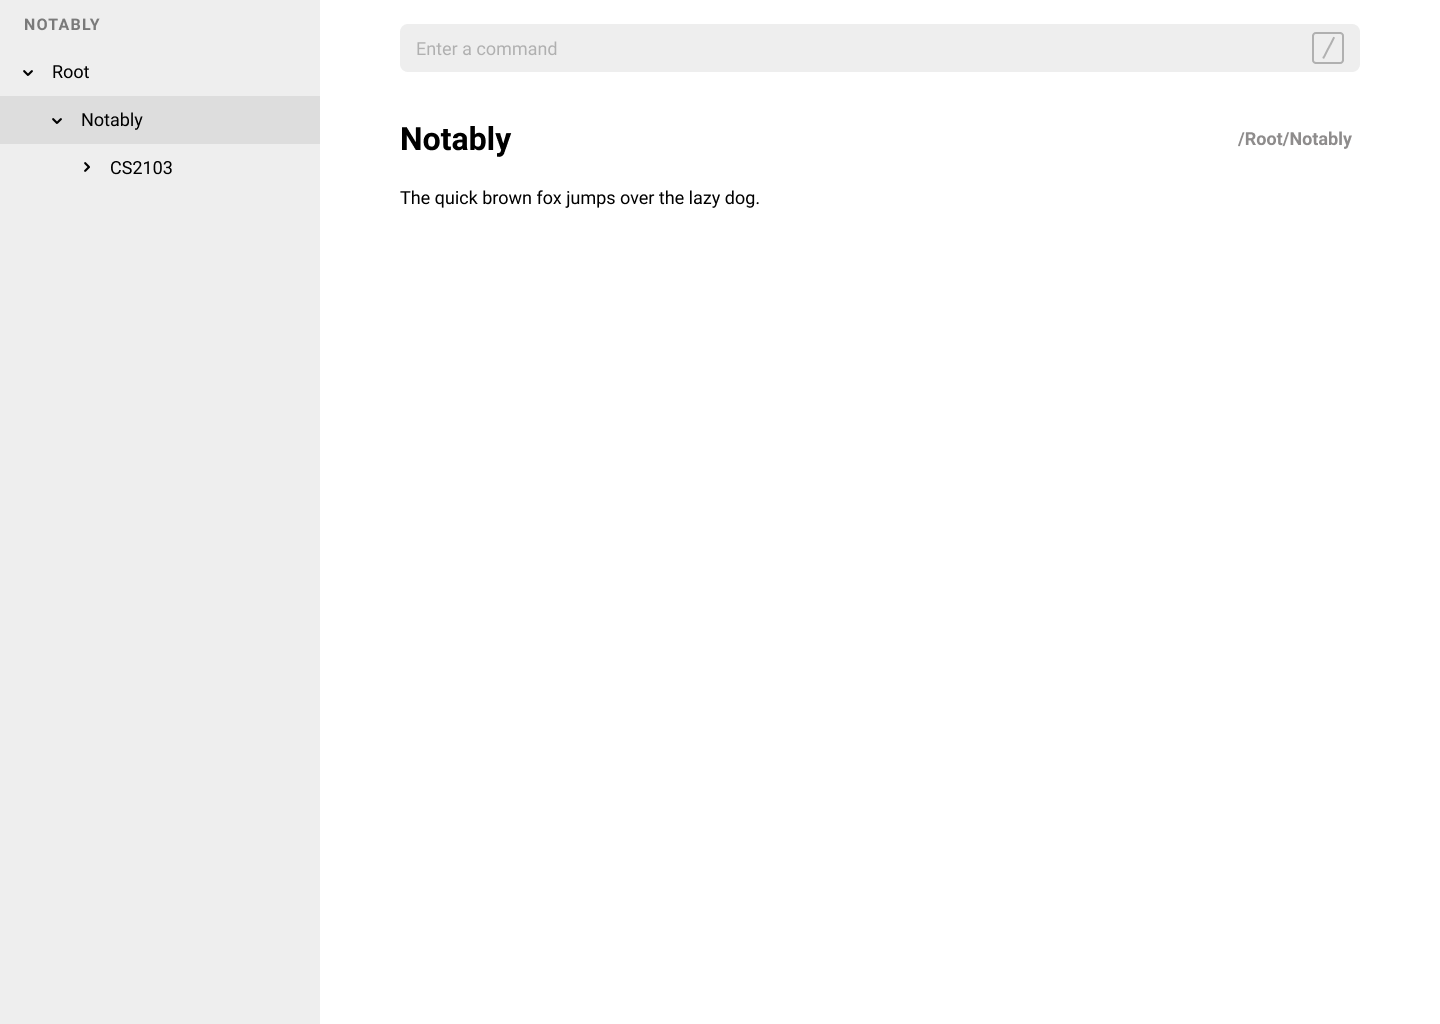 NOTABLY
Root
Notably
CS2103
Enter a command
/
Notably
/Root/Notably
The quick brown fox jumps over the lazy dog.